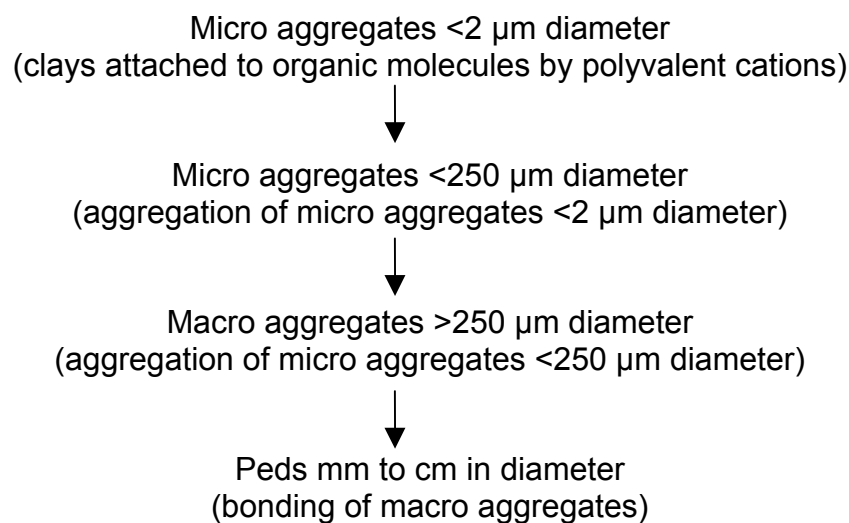 Micro aggregates <2 µm diameter
(clays attached to organic molecules by polyvalent cations)
Micro aggregates <250 µm diameter
(aggregation of micro aggregates <2 µm diameter)
Macro aggregates >250 µm diameter
(aggregation of micro aggregates <250 µm diameter)
Peds mm to cm in diameter
(bonding of macro aggregates)